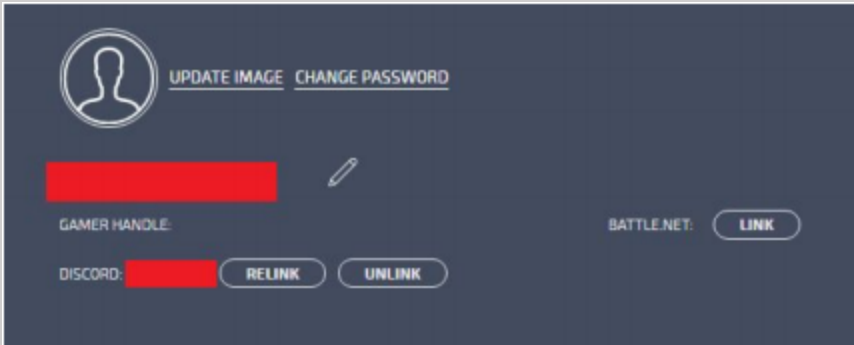 UPDATE IMAGE CHANGE PASSWORD
GAMER HANDLE:
BATTLE.NET: LINK
DISCORD: RELINK UNLINK